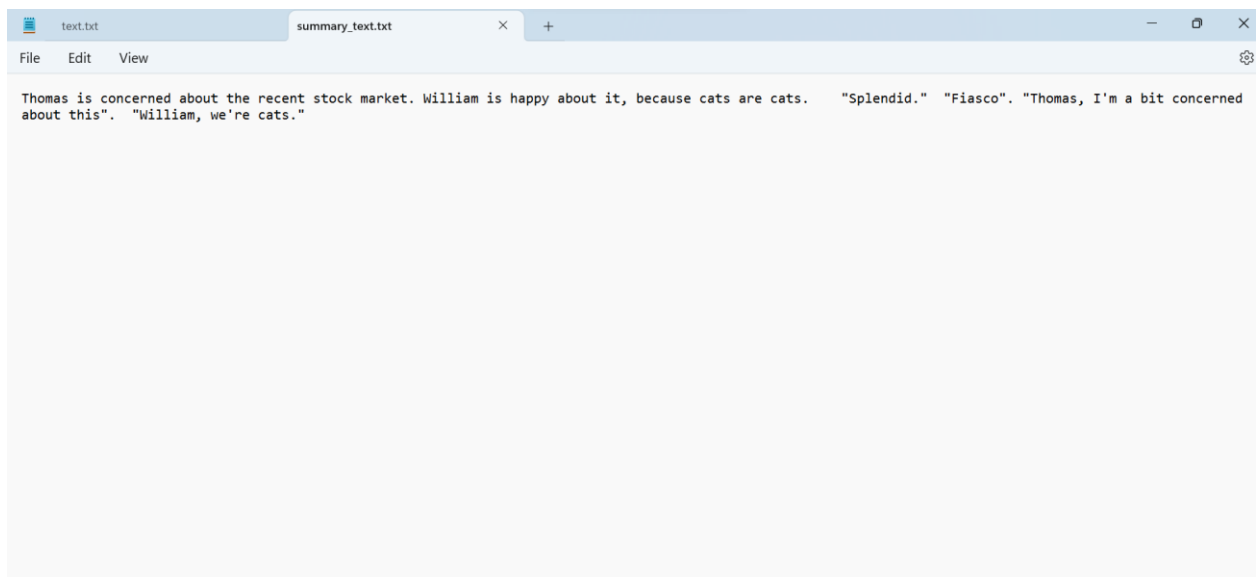 text.txt
summary_text.txt
File Edit View
Thomas is concerned about the recent stock market. William is happy about it, because cats are cats.    "Splendid."  "Fiasco". "Thomas, I'm a bit concerned
about this".  "William, we're cats."